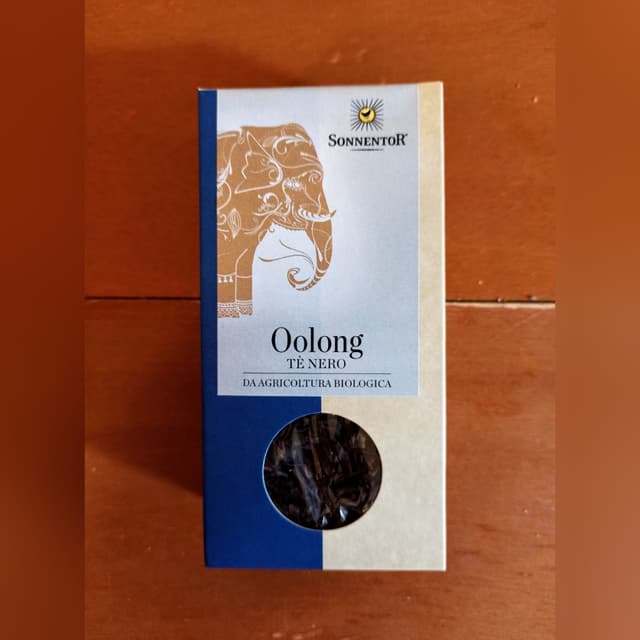 SONNENTOR
Oolong
TÈ NERO
DA AGRICOLTURA BIOLOGICA